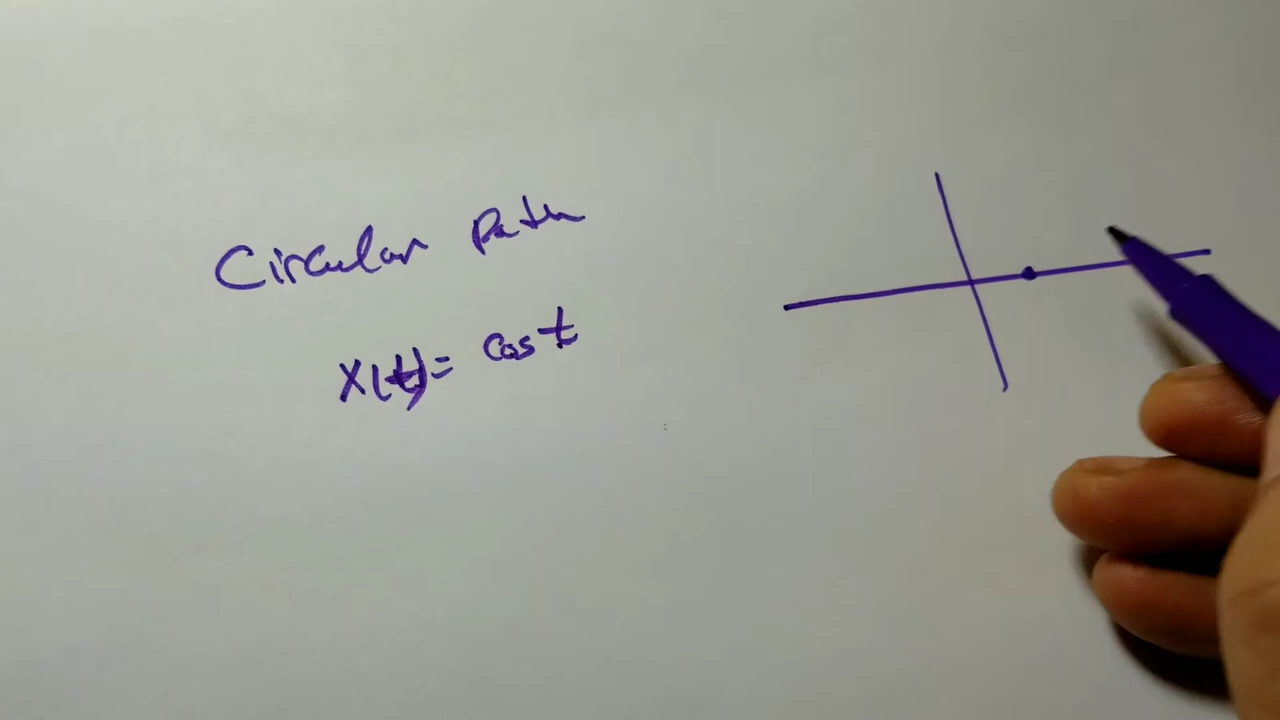 Circular Path
x(t)= cos t